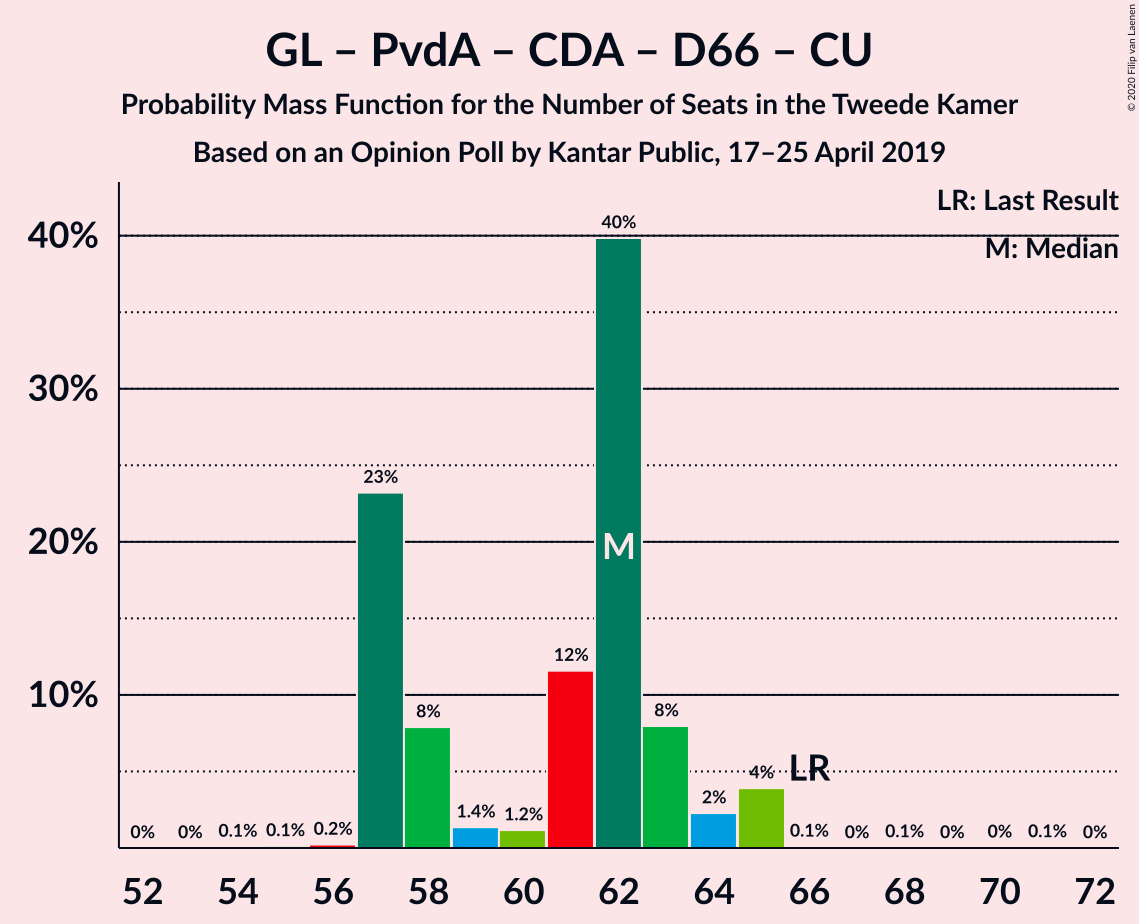 GL – PvdA – CDA – D66 – CU
Probability Mass Function for the Number of Seats in the Tweede Kamer
Based on an Opinion Poll by Kantar Public, 17–25 April 2019
© 2020 Filip van Laenen
LR: Last Result
M: Median
40%
30%
20%
10%
0% 0% 0.1% 0.1% 0.2% 23% 8% 1.4% 1.2% 12% 40% 8% 2% 4% 0.1% 0% 0.1% 0% 0% 0.1% 0%
M
LR
52 54 56 58 60 62 64 66 68 70 72